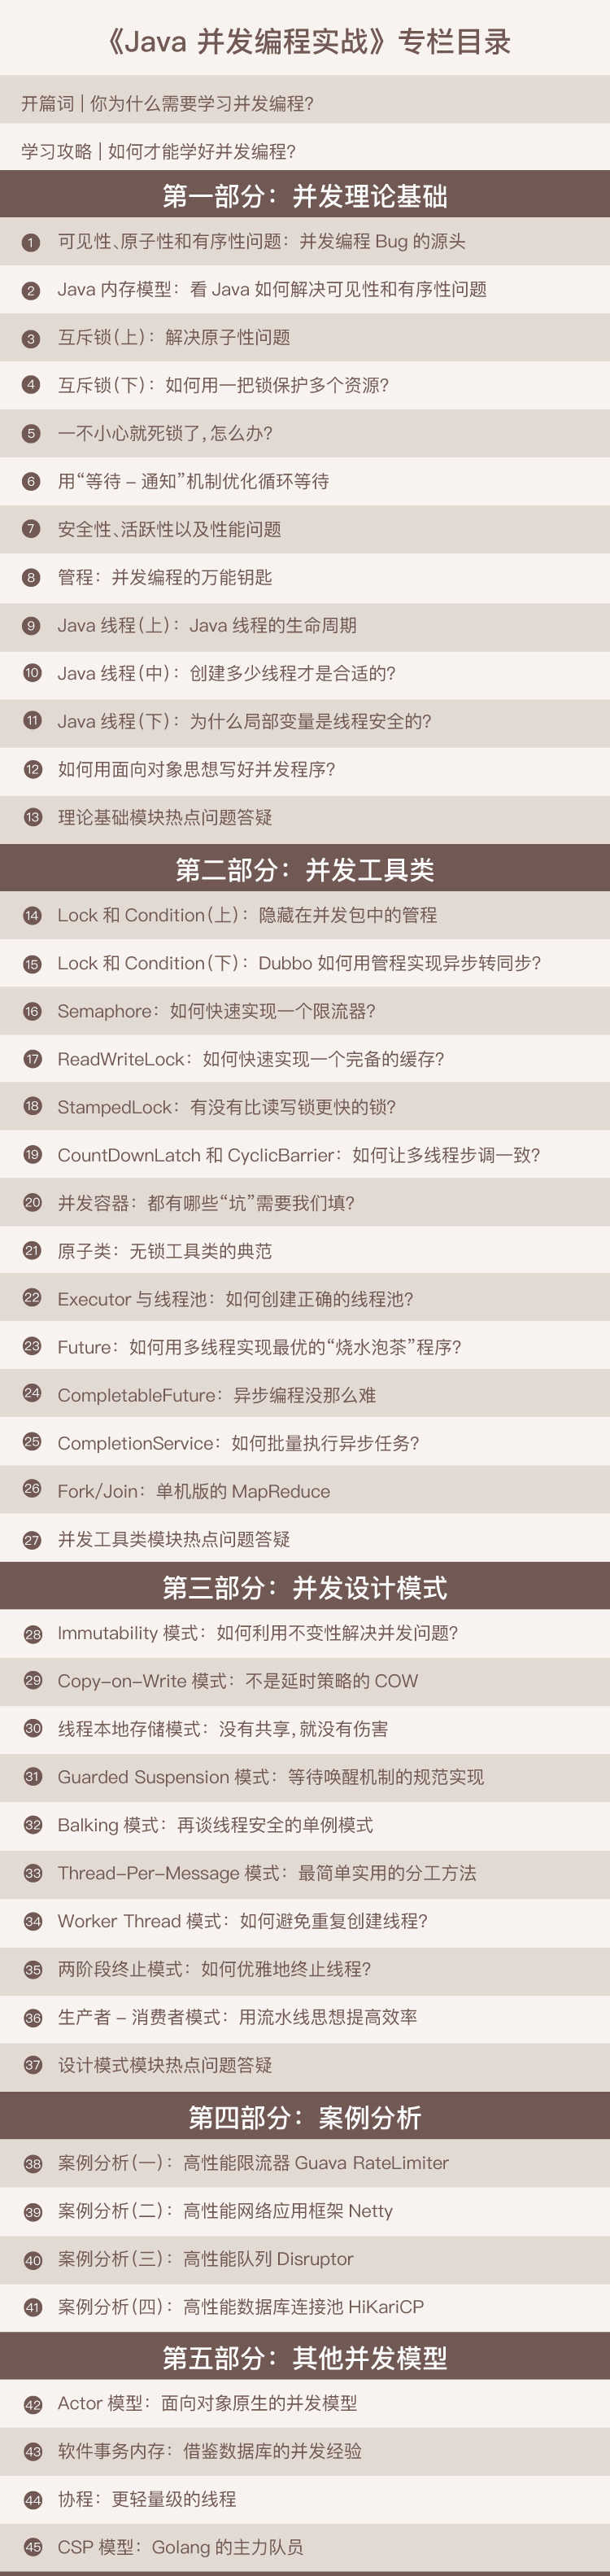 《Java 并发编程实战》专栏目录
开篇词 | 你为什么需要学习并发编程？
学习攻略 | 如何才能学好并发编程？
第一部分：并发理论基础
1 可见性、原子性和有序性问题：并发编程 Bug 的源头
2 Java 内存模型：看 Java 如何解决可见性和有序性问题
3 互斥锁（上）：解决原子性问题
4 互斥锁（下）：如何用一把锁保护多个资源？
5 一不小心就死锁了，怎么办？
6 用“等待 – 通知”机制优化循环等待
7 安全性、活跃性以及性能问题
8 管程：并发编程的万能钥匙
9 Java 线程（上）：Java 线程的生命周期
10 Java 线程（中）：创建多少线程才是合适的？
11 Java 线程（下）：为什么局部变量是线程安全的？
12 如何用面向对象思想写好并发程序？
13 理论基础模块热点问题答疑
第二部分：并发工具类
14 Lock 和 Condition（上）：隐藏在并发包中的管程
15 Lock 和 Condition（下）：Dubbo 如何用管程实现异步转同步？
16 Semaphore：如何快速实现一个限流器？
17 ReadWriteLock：如何快速实现一个完备的缓存？
18 StampedLock：有没有比读写锁更快的锁？
19 CountDownLatch 和 CyclicBarrier：如何让多线程步调一致？
20 并发容器：都有哪些“坑”需要我们填？
21 原子类：无锁工具类的典范
22 Executor 与线程池：如何创建正确的线程池？
23 Future：如何用多线程实现最优的“烧水泡茶”程序？
24 CompletableFuture：异步编程没那么难
25 CompletionService：如何批量执行异步任务？
26 Fork/Join：单机版的 MapReduce
27 并发工具类模块热点问题答疑
第三部分：并发设计模式
28 Immutability 模式：如何利用不变性解决并发问题？
29 Copy–on–Write 模式：不是延时策略的 COW
30 线程本地存储模式：没有共享，就没有伤害
31 Guarded Suspension 模式：等待唤醒机制的规范实现
32 Balking 模式：再谈线程安全的单例模式
33 Thread–Per–Message 模式：最简单实用的分工方法
34 Worker Thread 模式：如何避免重复创建线程？
35 两阶段终止模式：如何优雅地终止线程？
36 生产者 – 消费者模式：用流水线思想提高效率
37 设计模式模块热点问题答疑
第四部分：案例分析
38 案例分析（一）：高性能限流器 Guava RateLimiter
39 案例分析（二）：高性能网络应用框架 Netty
40 案例分析（三）：高性能队列 Disruptor
41 案例分析（四）：高性能数据库连接池 HiKariCP
第五部分：其他并发模型
42 Actor 模型：面向对象原生的并发模型
43 软件事务内存：借鉴数据库的并发经验
44 协程：更轻量级的线程
45 CSP 模型：Golang 的主力队员